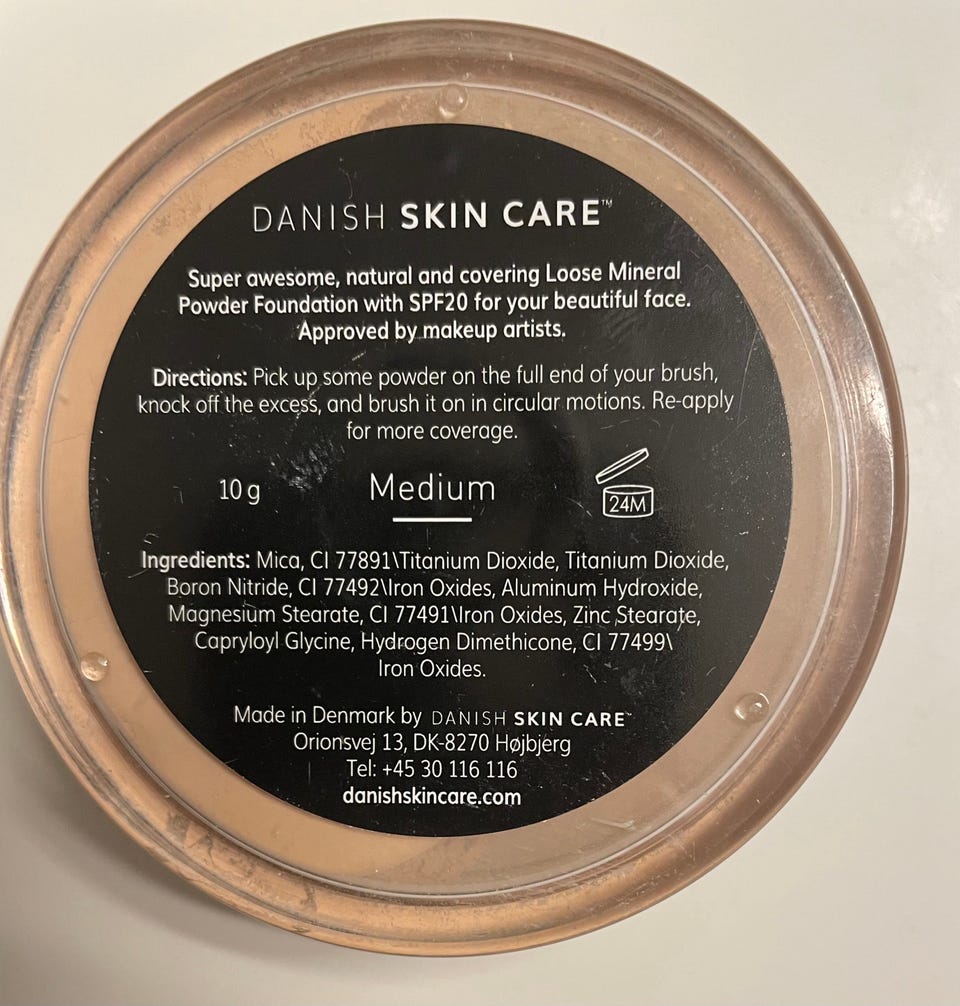 DANISH SKIN CARE™
Super awesome, natural and covering Loose Mineral
Powder Foundation with SPF20 for your beautiful face.
Approved by makeup artists.
Directions: Pick up some powder on the full end of your brush,
knock off the excess, and brush it on in circular motions. Re-apply
for more coverage.
10 g Medium 24M
Ingredients: Mica, CI 77891\Titanium Dioxide, Titanium Dioxide,
Boron Nitride, CI 77492\Iron Oxides, Aluminum Hydroxide,
Magnesium Stearate, CI 77491\Iron Oxides, Zinc Stearate,
Capryloyl Glycine, Hydrogen Dimethicone, CI 77499\
Iron Oxides.
Made in Denmark by DANISH SKIN CARE™
Orionsvej 13, DK-8270 Højbjerg
Tel: +45 30 116 116
danishskincare.com